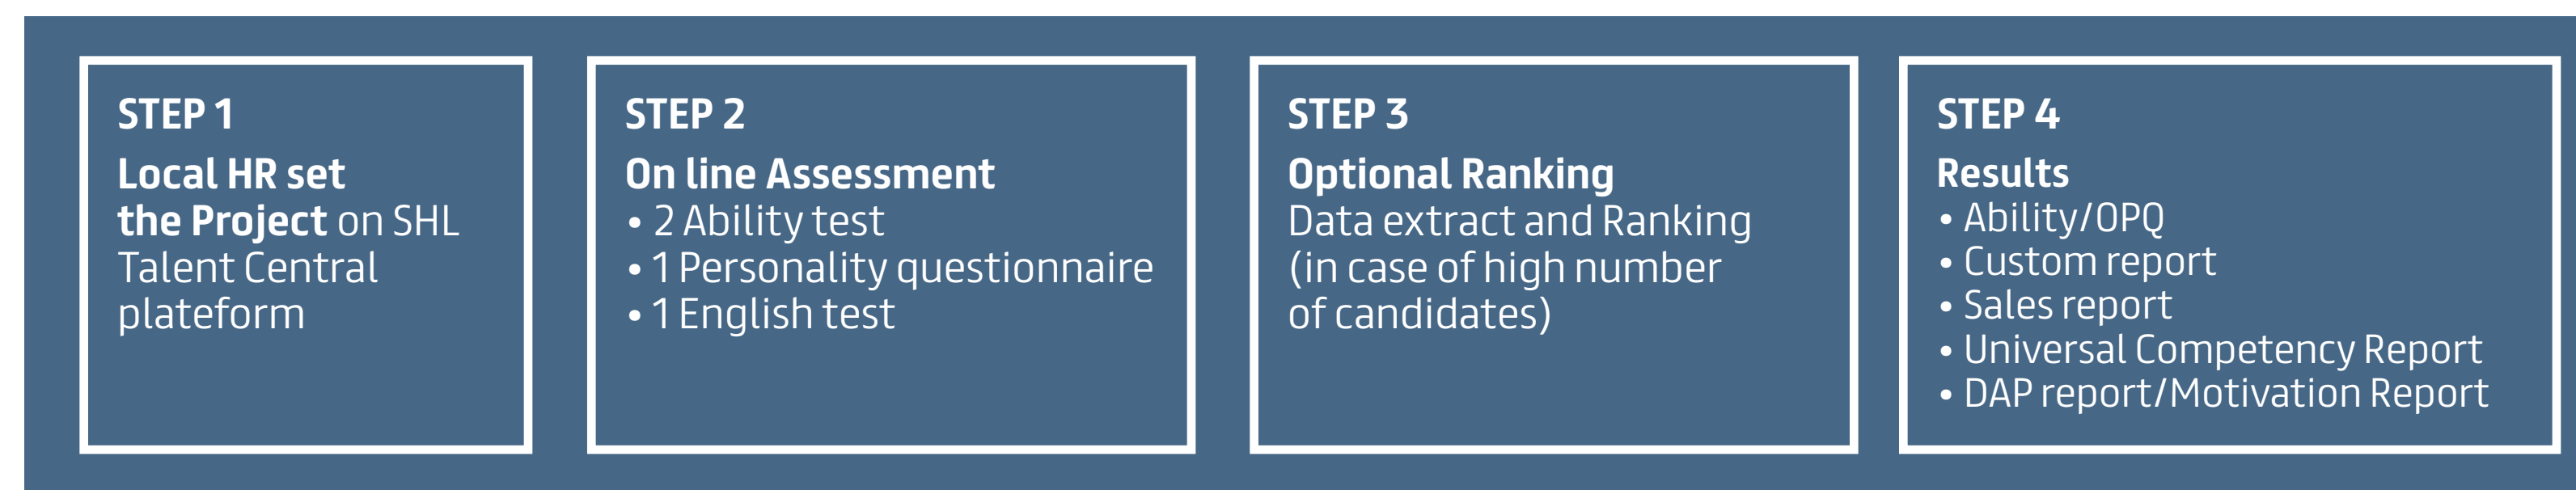 STEP 1
Local HR set
the Project on SHL
Talent Central
plateform
STEP 2
On line Assessment
• 2 Ability test
• 1 Personality questionnaire
• 1 English test
STEP 3
Optional Ranking
Data extract and Ranking
(in case of high number
of candidates)
STEP 4
Results
• Ability/OPQ
• Custom report
• Sales report
• Universal Competency Report
• DAP report/Motivation Report